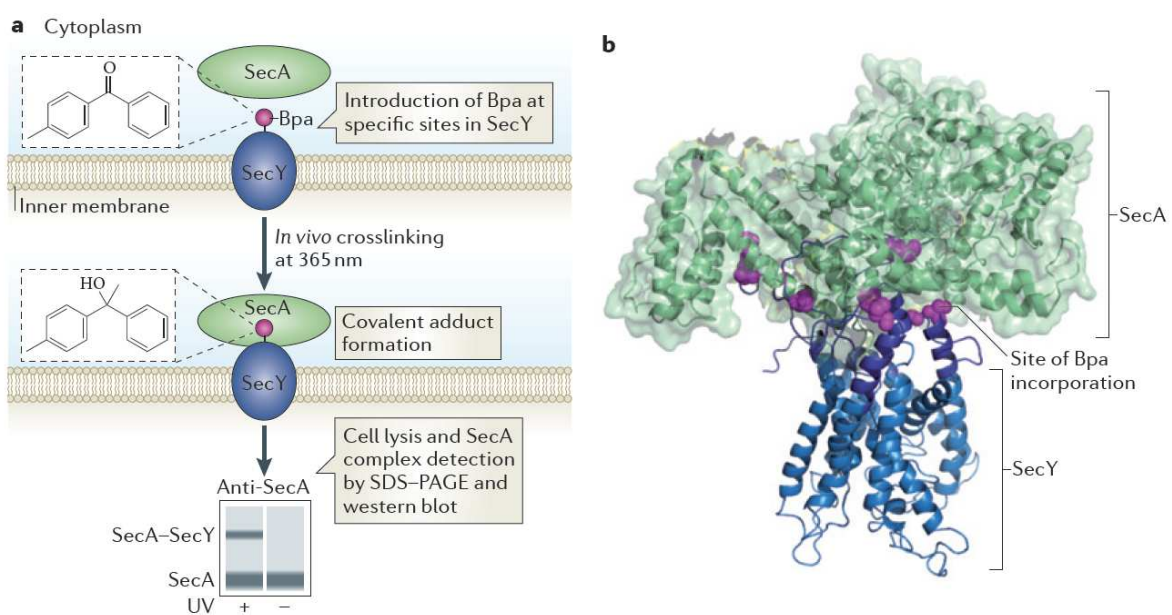 a Cytoplasm
O
SecA
Bpa
Introduction of Bpa at
specific sites in SecY
SecY
Inner membrane
In vivo crosslinking
at 365 nm
HO
SecA
Covalent adduct
formation
SecY
Cell lysis and SecA
complex detection
by SDS–PAGE and
western blot
Anti-SecA
SecA–SecY
SecA
UV + –
b
SecA
Site of Bpa
incorporation
SecY